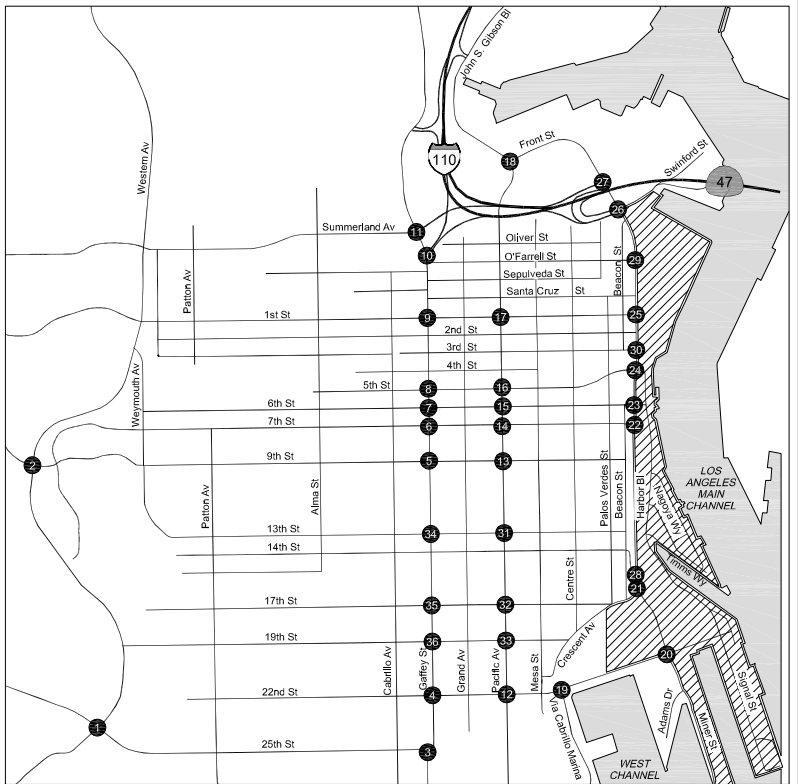 John S. Gibson Bl
Western Av
110
18
Front St
27
Swinford St
47
26
Summerland Av
11
Oliver St
10
O'Farrell St
29
Beacon St
Sepulveda St
Patton Av
Santa Cruz St
1st St
9
17
25
2nd St
3rd St
30
4th St
24
Weymouth Av
5th St
8
16
6th St
7
15
23
7th St
6
14
22
2
9th St
5
13
LOS
ANGELES
MAIN
CHANNEL
Patton Av
Alma St
Palos Verdes St
Beacon St
Harbor Bl
Nagoya Wy
13th St
34
31
14th St
Centre St
28
21
Timms Wy
17th St
35
32
19th St
36
33
Crescent Av
20
Cabrillo Av
Gaffey St
Grand Av
Pacific Av
Mesa St
22nd St
4
12
19
Via Cabrillo Marina
Adams Dr
Miner St
Signal St
1
25th St
3
WEST
CHANNEL